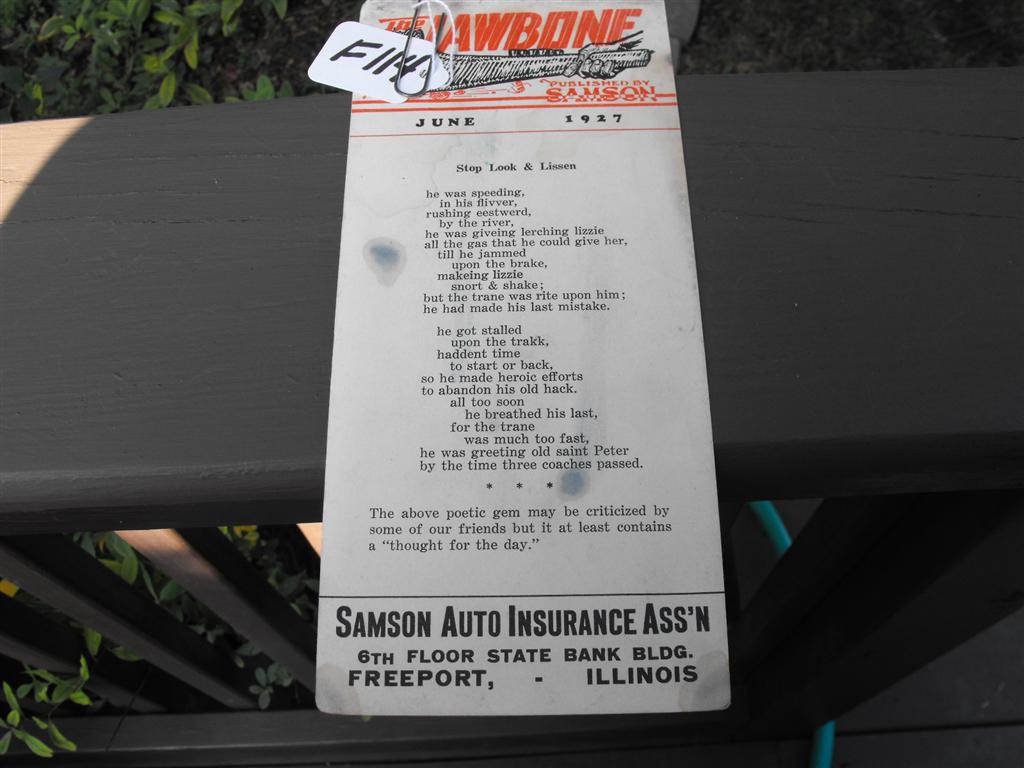 THE JAWBONE
F114
PUBLISHED BY
SAMSON
JUNE 1927
Stop Look & Lissen
he was speeding,
in his flivver,
rushing eestwerd,
by the river,
he was giveing lerching lizzie
all the gas that he could give her,
till he jammed
upon the brake,
makeing lizzie
snort & shake;
but the trane was rite upon him;
he had made his last mistake.
he got stalled
upon the trakk,
haddent time
to start or back,
so he made heroic efforts
to abandon his old hack.
all too soon
he breathed his last,
for the trane
was much too fast,
he was greeting old saint Peter
by the time three coaches passed.
* * *
The above poetic gem may be criticized by
some of our friends but it at least contains
a "thought for the day."
SAMSON AUTO INSURANCE ASS'N
6TH FLOOR STATE BANK BLDG.
FREEPORT, - ILLINOIS